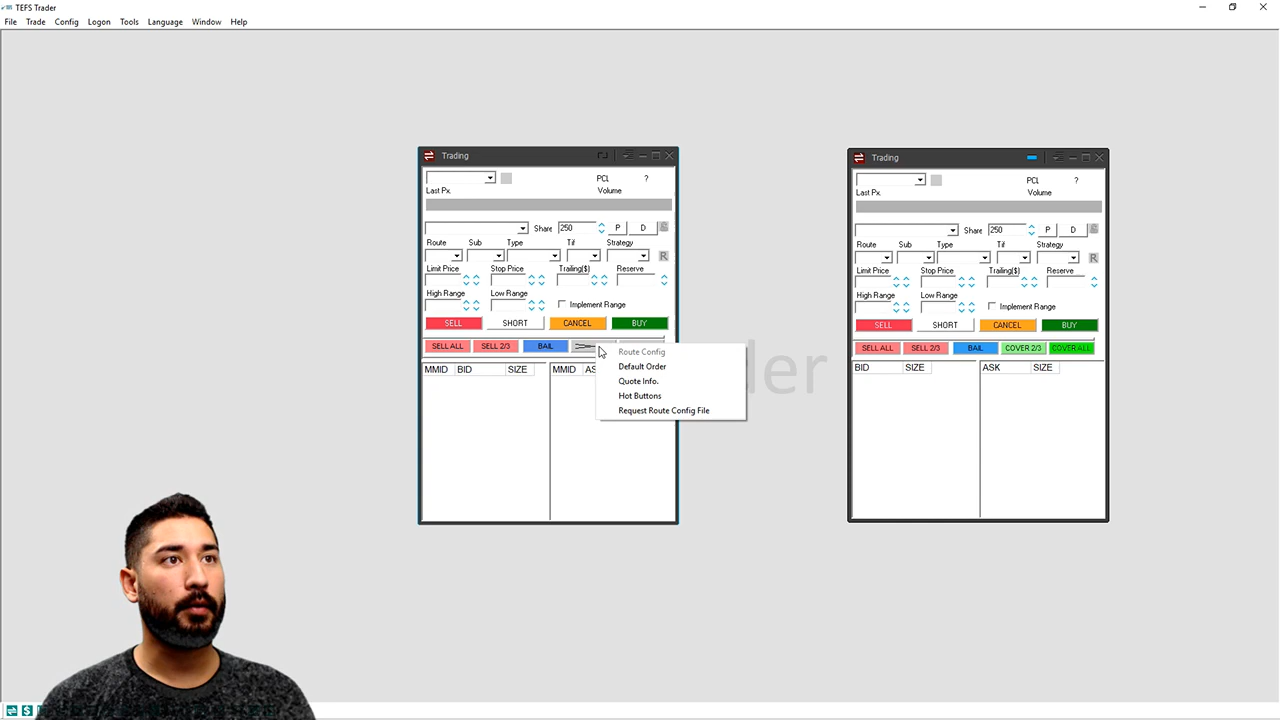 TEFS Trader
File Trade Config Logon Tools Language Window Help
Trading
PCL ?
Last Px. Volume
Share 250 P D
Route Sub Type Tif Strategy
R
Limit Price Stop Price Trailing($) Reserve
High Range Low Range
Implement Range
SELL SHORT CANCEL BUY
SELL ALL SELL 2/3 BAIL
MMID BID SIZE MMID AS
Route Config
Default Order
Quote Info.
Hot Buttons
Request Route Config File
der
Trading
PCL ?
Last Px. Volume
Share 250 P D
Route Sub Type Tif Strategy
R
Limit Price Stop Price Trailing($) Reserve
High Range Low Range
Implement Range
SELL SHORT CANCEL BUY
SELL ALL SELL 2/3 BAIL COVER 2/3 COVER ALL
BID SIZE ASK SIZE